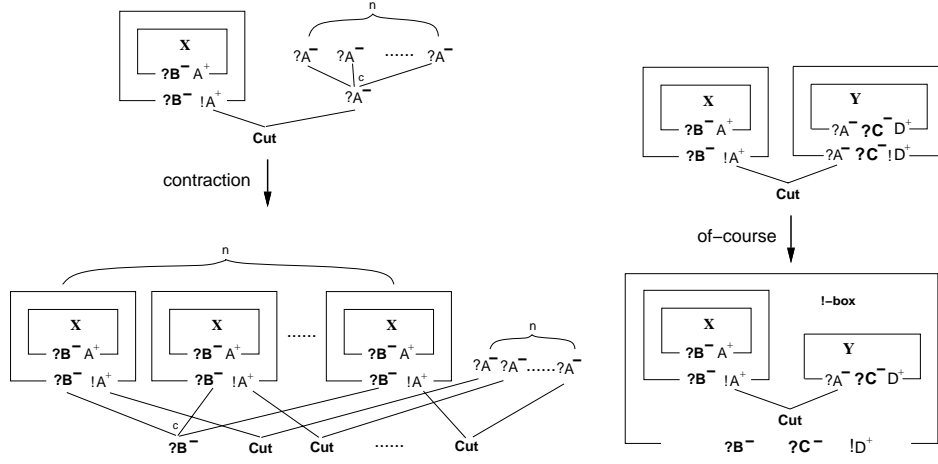 n
X
?B⁻ A⁺
?B⁻ !A⁺
?A⁻ ?A⁻ ...... ?A⁻
c
?A⁻
Cut
contraction
n
X X ...... X
?B⁻ A⁺ ?B⁻ A⁺ ?B⁻ A⁺
?B⁻ !A⁺ ?B⁻ !A⁺ ?B⁻ !A⁺
n
?A⁻ ?A⁻ ...... ?A⁻
c
?B⁻ Cut Cut ...... Cut
X Y
?B⁻ A⁺ ?A⁻ ?C⁻ D⁺
?B⁻ !A⁺ ?A⁻ ?C⁻ !D⁺
Cut
of−course
!−box
X
?B⁻ A⁺ Y
?B⁻ !A⁺ ?A⁻ ?C⁻ D⁺
Cut
?B⁻ ?C⁻ !D⁺